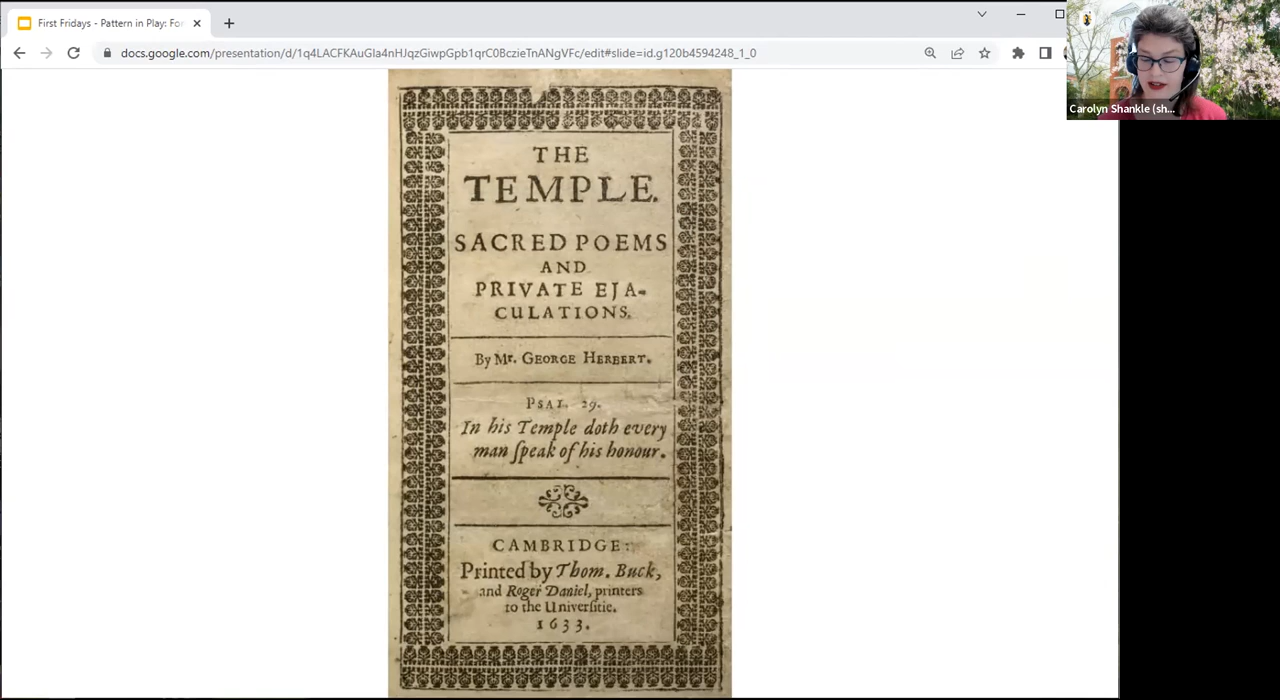 First Fridays - Pattern in Play: For
docs.google.com/presentation/d/1q4LACFKAuGla4nHJqzGiwpGpb1qrC0BczieTnANgVFc/edit#slide=id.g120b4594248_1_0
Carolyn Shankle (sh...
THE
TEMPLE.
SACRED POEMS
AND
PRIVATE EJA-
CULATIONS.
By Mr. GEORGE HERBERT.
PSAL. 29.
In his Temple doth every
man ſpeak of his honour.
CAMBRIDGE:
Printed by Thom. Buck,
and Roger Daniel, printers
to the Univerſitie.
1633.